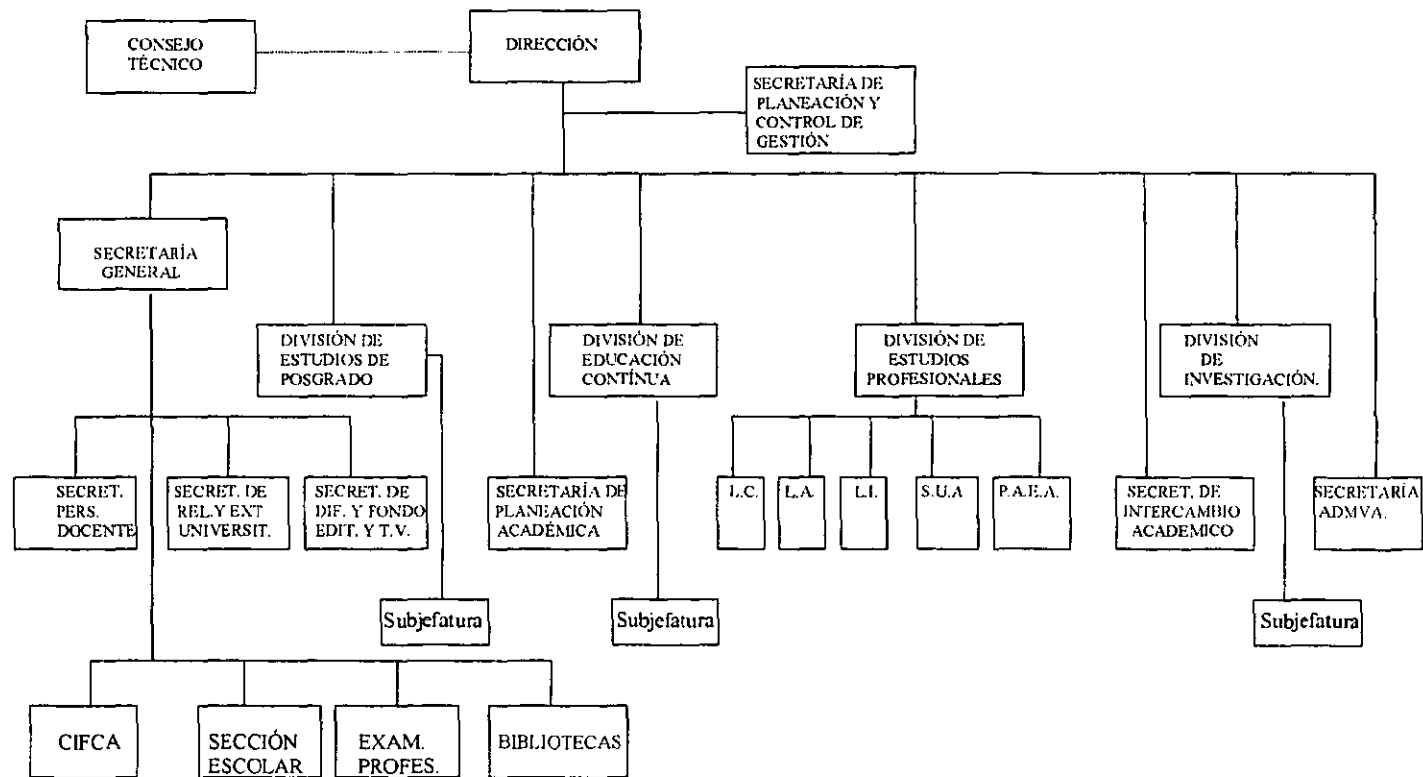 CONSEJO
TÉCNICO
DIRECCIÓN
SECRETARÍA DE
PLANEACIÓN Y
CONTROL DE
GESTIÓN
SECRETARÍA
GENERAL
DIVISIÓN DE
ESTUDIOS DE
POSGRADO
DIVISIÓN DE
EDUCACIÓN
CONTÍNUA
DIVISIÓN DE
ESTUDIOS
PROFESIONALES
DIVISIÓN
DE
INVESTIGACIÓN.
SECRET.
PERS.
DOCENTE
SECRET. DE
REL.Y EXT
UNIVERSIT.
SECRET. DE
DIF. Y FONDO
EDIT. Y T.V.
SECRETARÍA DE
PLANEACIÓN
ACADÉMICA
L.C.
L.A.
L.I.
S.U.A
P.A.E.A.
SECRET. DE
INTERCAMBIO
ACADEMICO
SECRETARÍA
ADMVA.
Subjefatura
Subjefatura
Subjefatura
CIFCA
SECCIÓN
ESCOLAR
EXAM.
PROFES.
BIBLIOTECAS